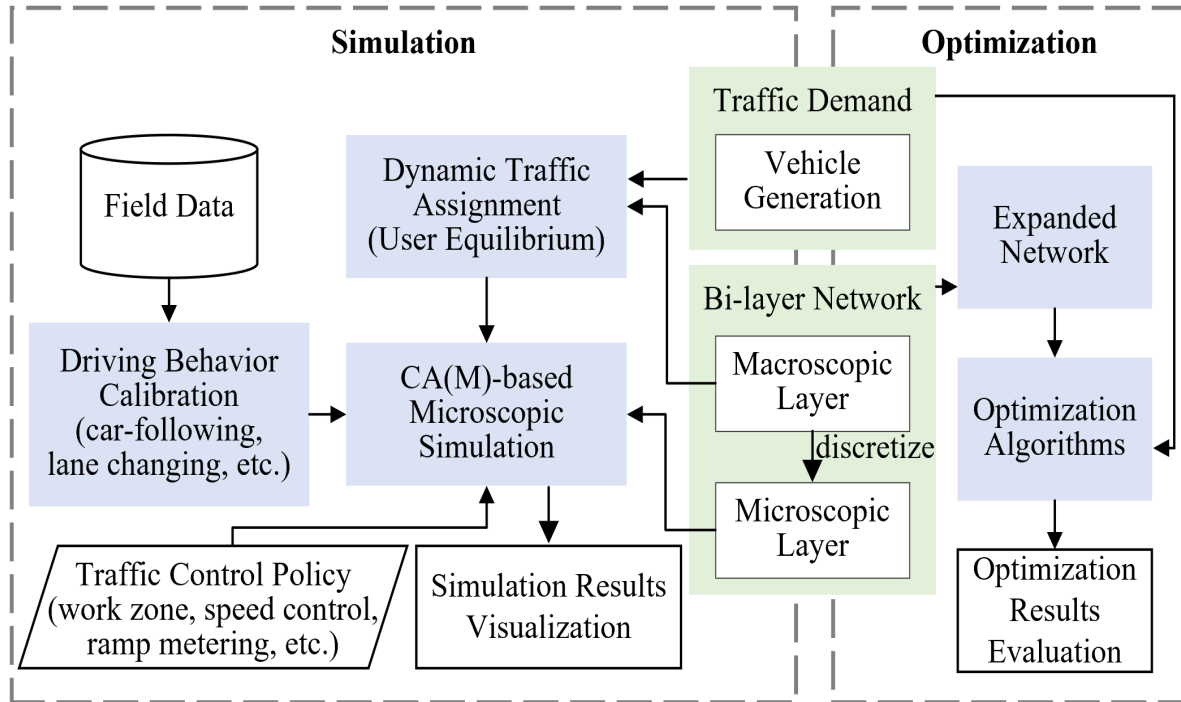 Simulation
Optimization
Traffic Demand
Vehicle
Generation
Dynamic Traffic
Assignment
(User Equilibrium)
Field Data
Expanded
Network
Bi-layer Network
Driving Behavior
Calibration
(car-following,
lane changing, etc.)
CA(M)-based
Microscopic
Simulation
Macroscopic
Layer
discretize
Microscopic
Layer
Optimization
Algorithms
Traffic Control Policy
(work zone, speed control,
ramp metering, etc.)
Simulation Results
Visualization
Optimization
Results
Evaluation